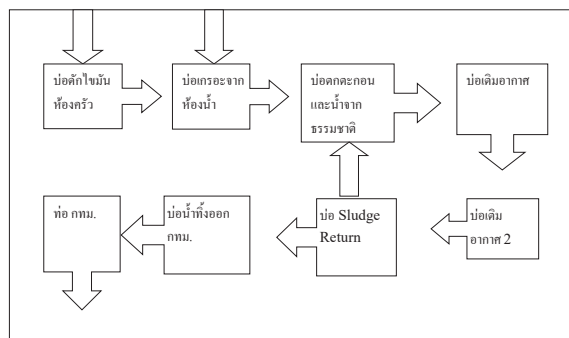 บ่อดักไขมัน
ห้องครัว
บ่อเกรอะจาก
ห้องน้ำ
บ่อตกตะกอน
และน้ำจาก
ธรรมชาติ
บ่อเติมอากาศ
ท่อ กทม.
บ่อน้ำทิ้งออก
กทม.
บ่อ Sludge
Return
บ่อเติม
อากาศ 2